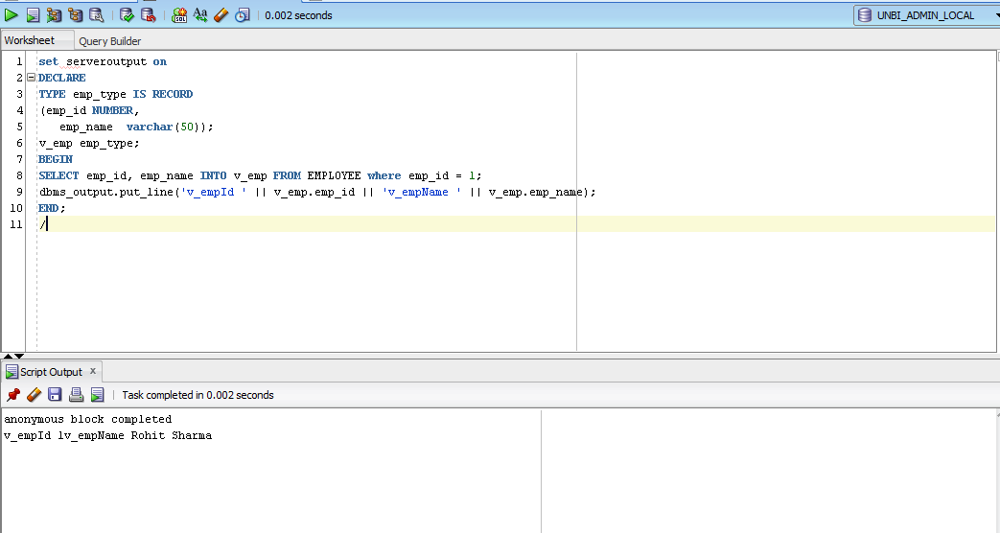 0.002 seconds
UNBI_ADMIN_LOCAL
Worksheet Query Builder
1 set serveroutput on
2 DECLARE
3 TYPE emp_type IS RECORD
4 (emp_id NUMBER,
5 emp_name varchar(50));
6 v_emp emp_type;
7 BEGIN
8 SELECT emp_id, emp_name INTO v_emp FROM EMPLOYEE where emp_id = 1;
9 dbms_output.put_line('v_empId ' || v_emp.emp_id || 'v_empName ' || v_emp.emp_name);
10 END;
11 /
Script Output x
Task completed in 0.002 seconds
anonymous block completed
v_empId 1v_empName Rohit Sharma